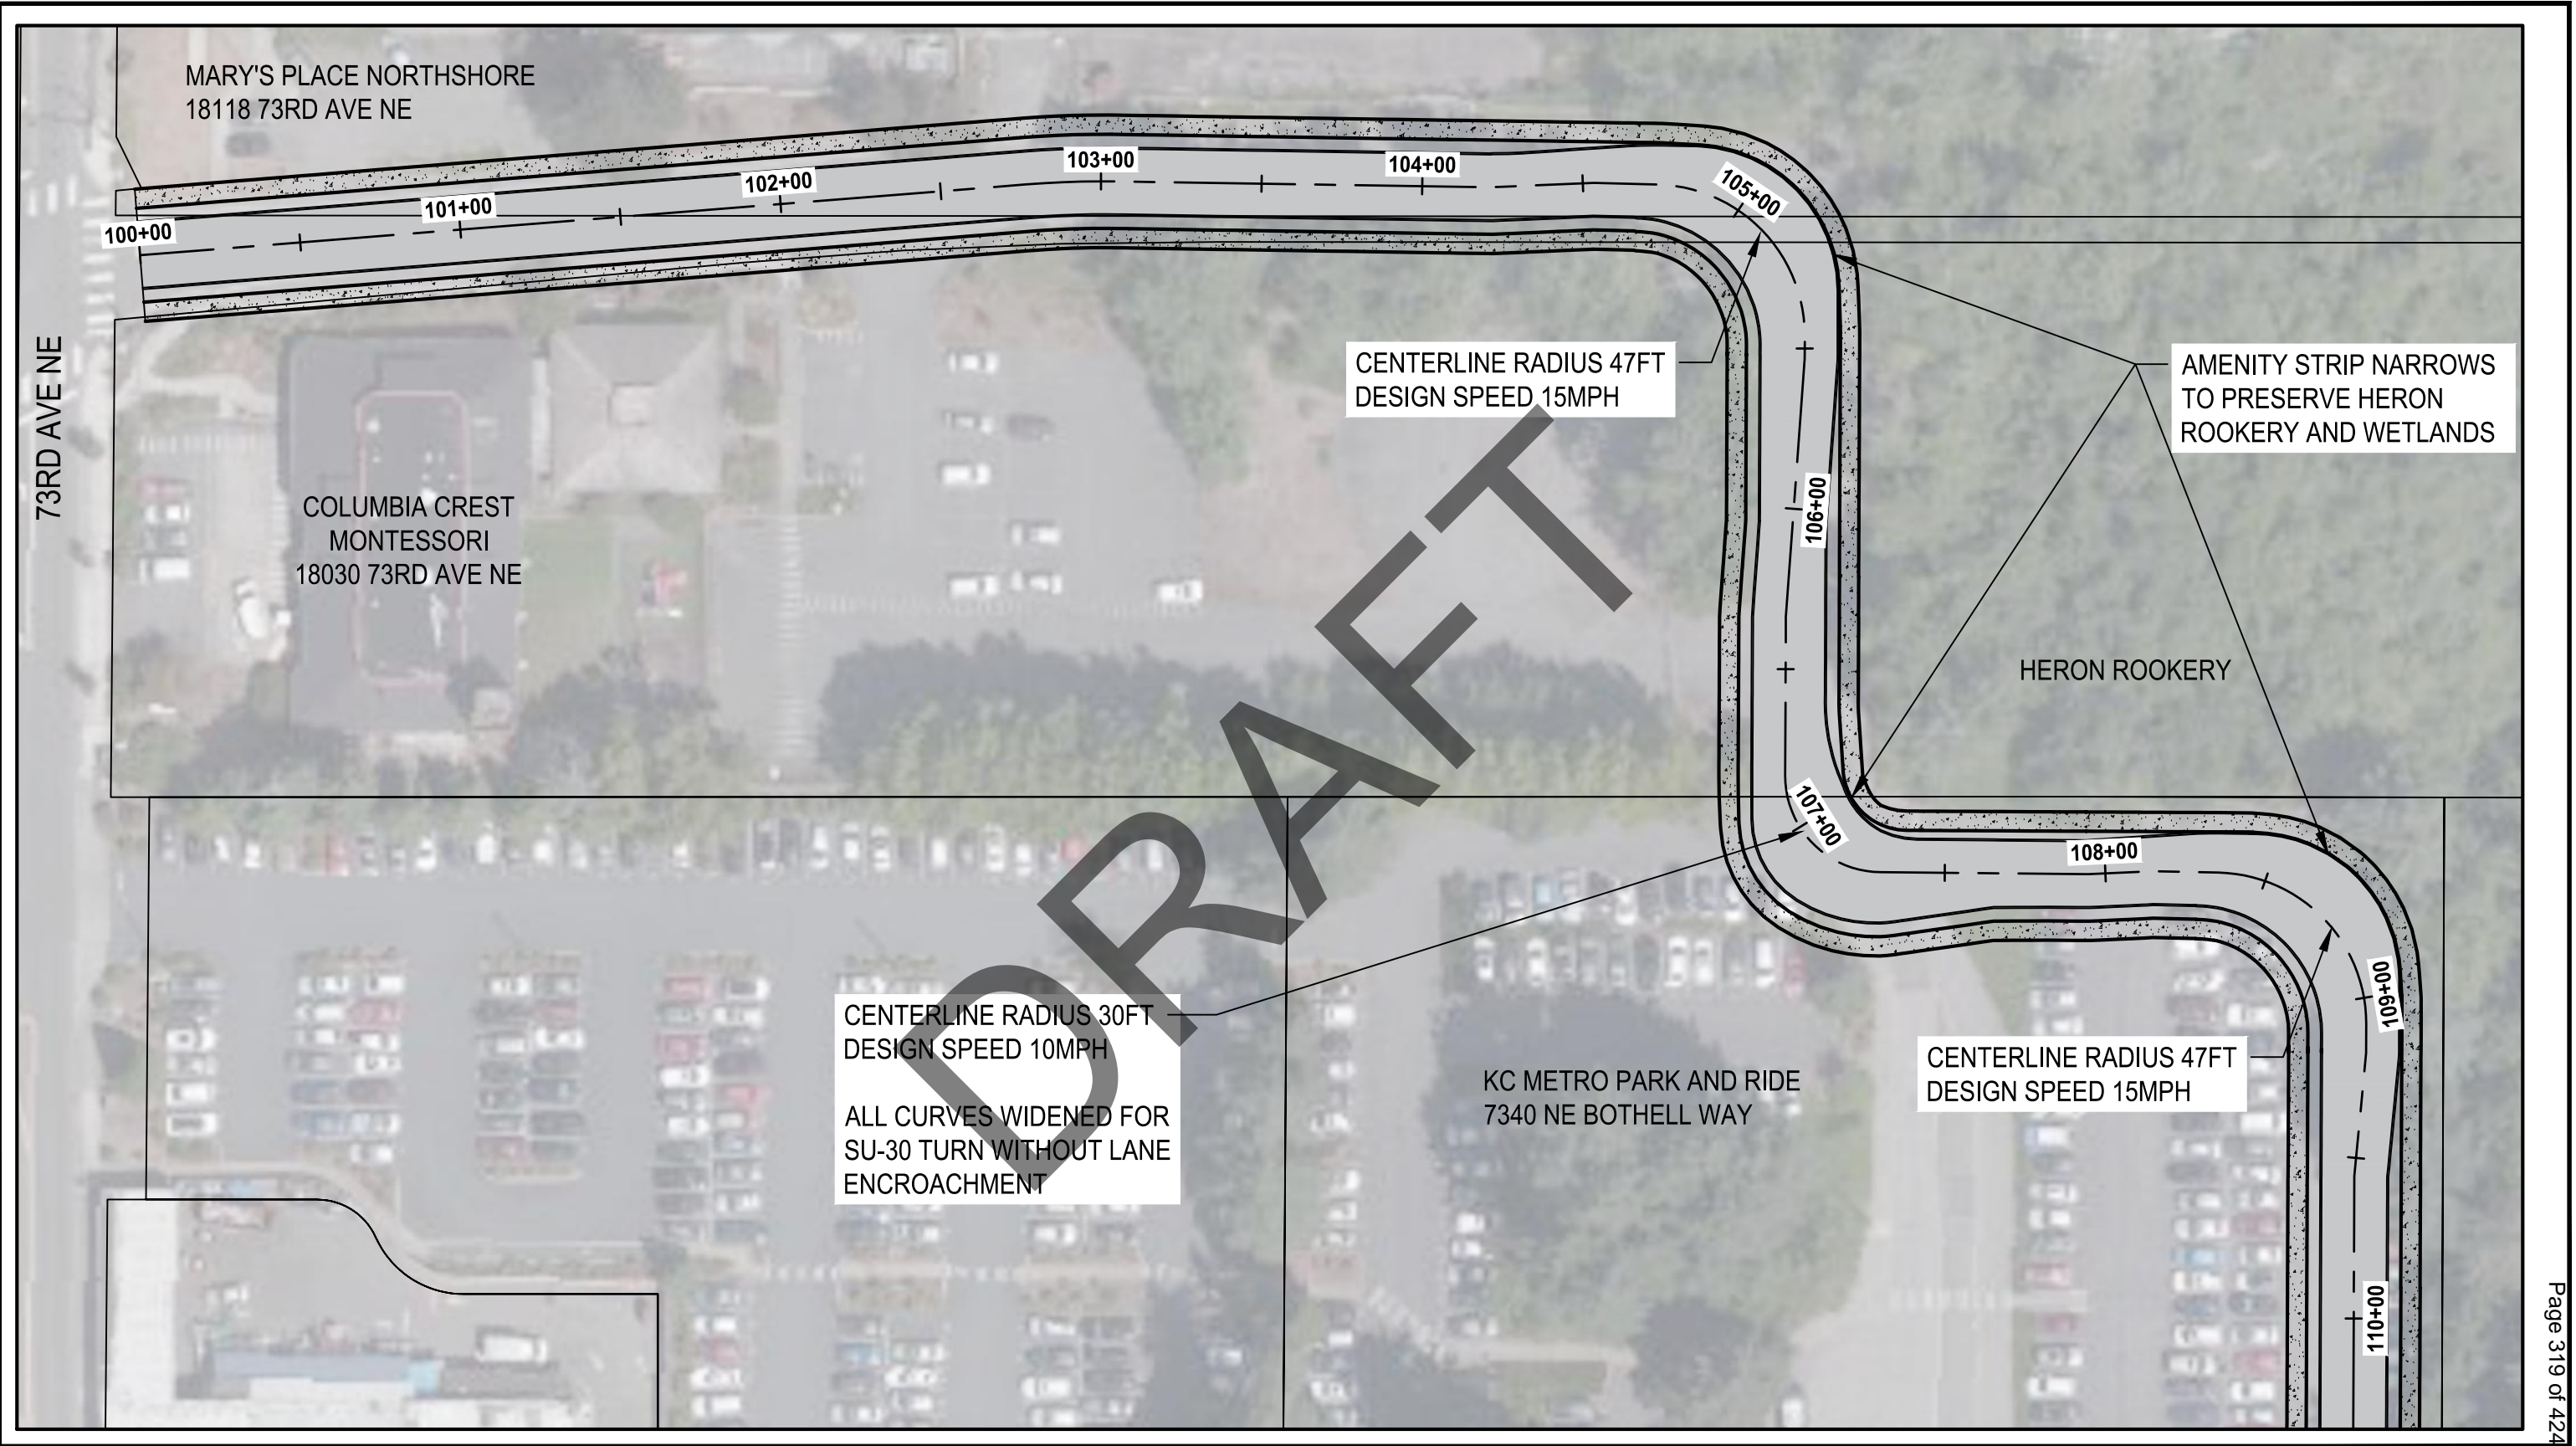 MARY'S PLACE NORTHSHORE
18118 73RD AVE NE
100+00
101+00
102+00
103+00
104+00
105+00
73RD AVE NE
CENTERLINE RADIUS 47FT
DESIGN SPEED 15MPH
AMENITY STRIP NARROWS
TO PRESERVE HERON
ROOKERY AND WETLANDS
COLUMBIA CREST
MONTESSORI
18030 73RD AVE NE
106+00
HERON ROOKERY
DRAFT
107+00
108+00
109+00
CENTERLINE RADIUS 30FT
DESIGN SPEED 10MPH
ALL CURVES WIDENED FOR
SU-30 TURN WITHOUT LANE
ENCROACHMENT
KC METRO PARK AND RIDE
7340 NE BOTHELL WAY
CENTERLINE RADIUS 47FT
DESIGN SPEED 15MPH
110+00
Page 319 of 424